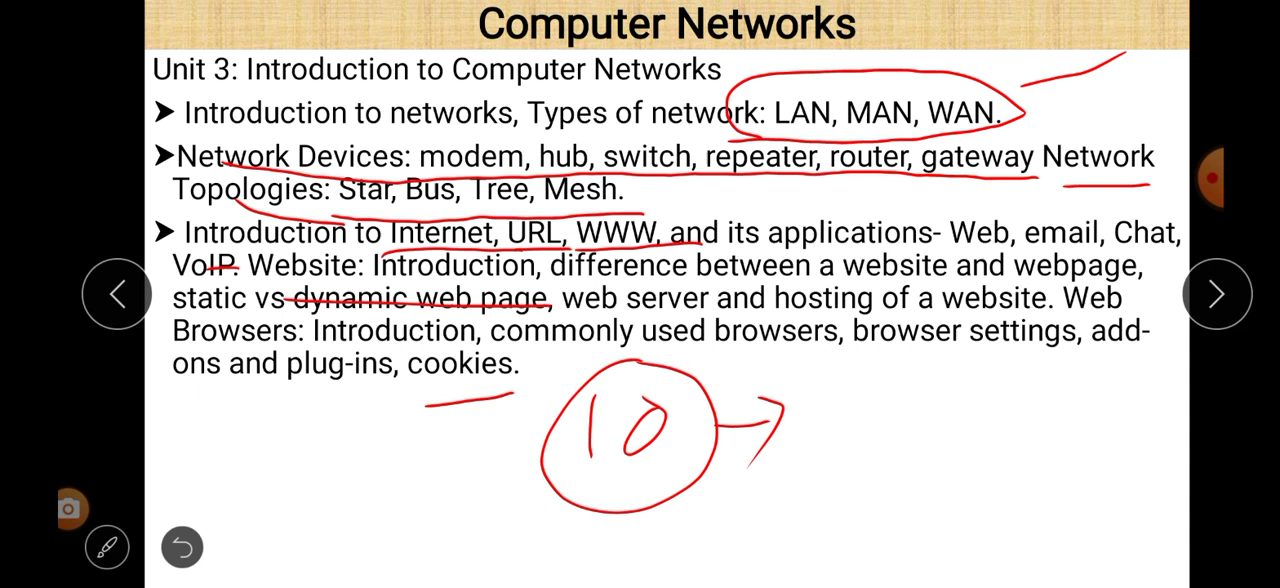 Computer Networks
Unit 3: Introduction to Computer Networks
➤ Introduction to networks, Types of network: LAN, MAN, WAN.
➤Network Devices: modem, hub, switch, repeater, router, gateway Network
Topologies: Star, Bus, Tree, Mesh.
➤ Introduction to Internet, URL, WWW, and its applications- Web, email, Chat,
VoIP. Website: Introduction, difference between a website and webpage,
static vs dynamic web page, web server and hosting of a website. Web
Browsers: Introduction, commonly used browsers, browser settings, add-
ons and plug-ins, cookies.
10